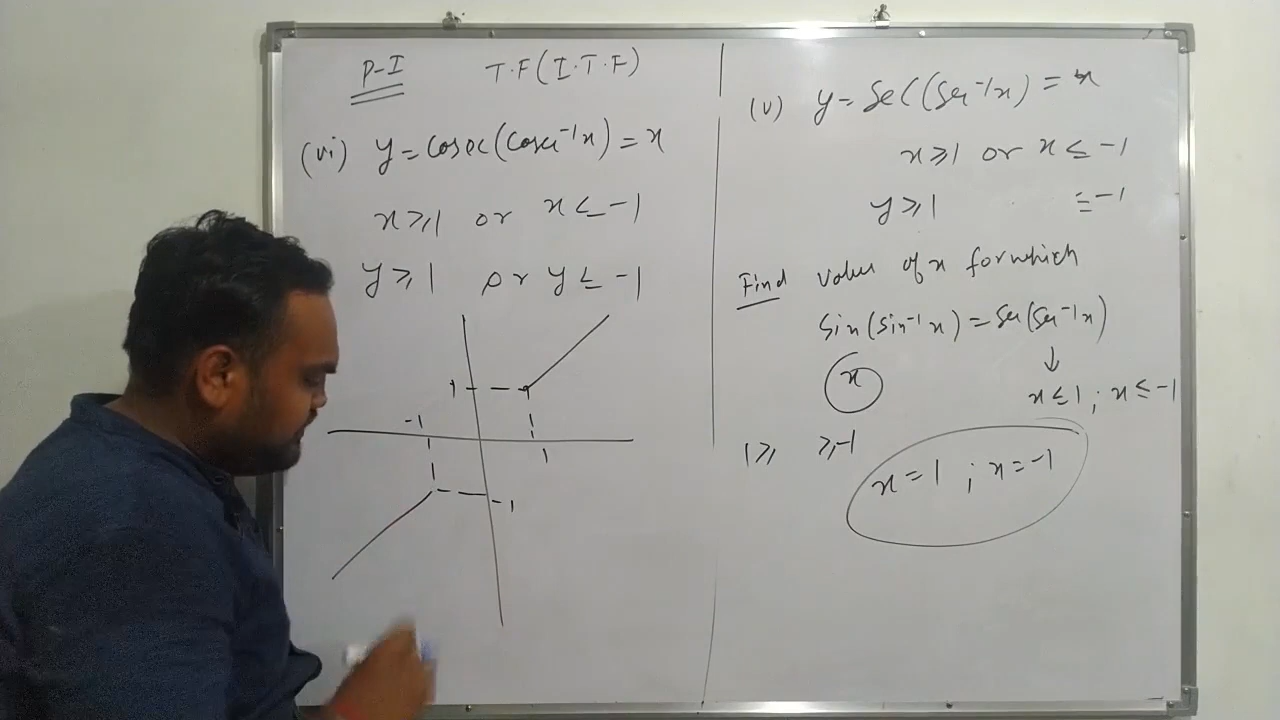 P-I T.F(I.T.F)
(vi) y=cosec(cosec⁻¹x)=x
x≥1 or x≤-1
y≥1 or y≤-1
1
-1
1
-1
(v) y=Sec(Sec⁻¹x)=x
x≥1 or x≤-1
y≥1 ≤-1
Find value of x for which
Sin(Sin⁻¹x)=Sec(Sec⁻¹x)
x ↓
x≤1; x≤-1
1≥ ≥-1
x=1 ; x=-1